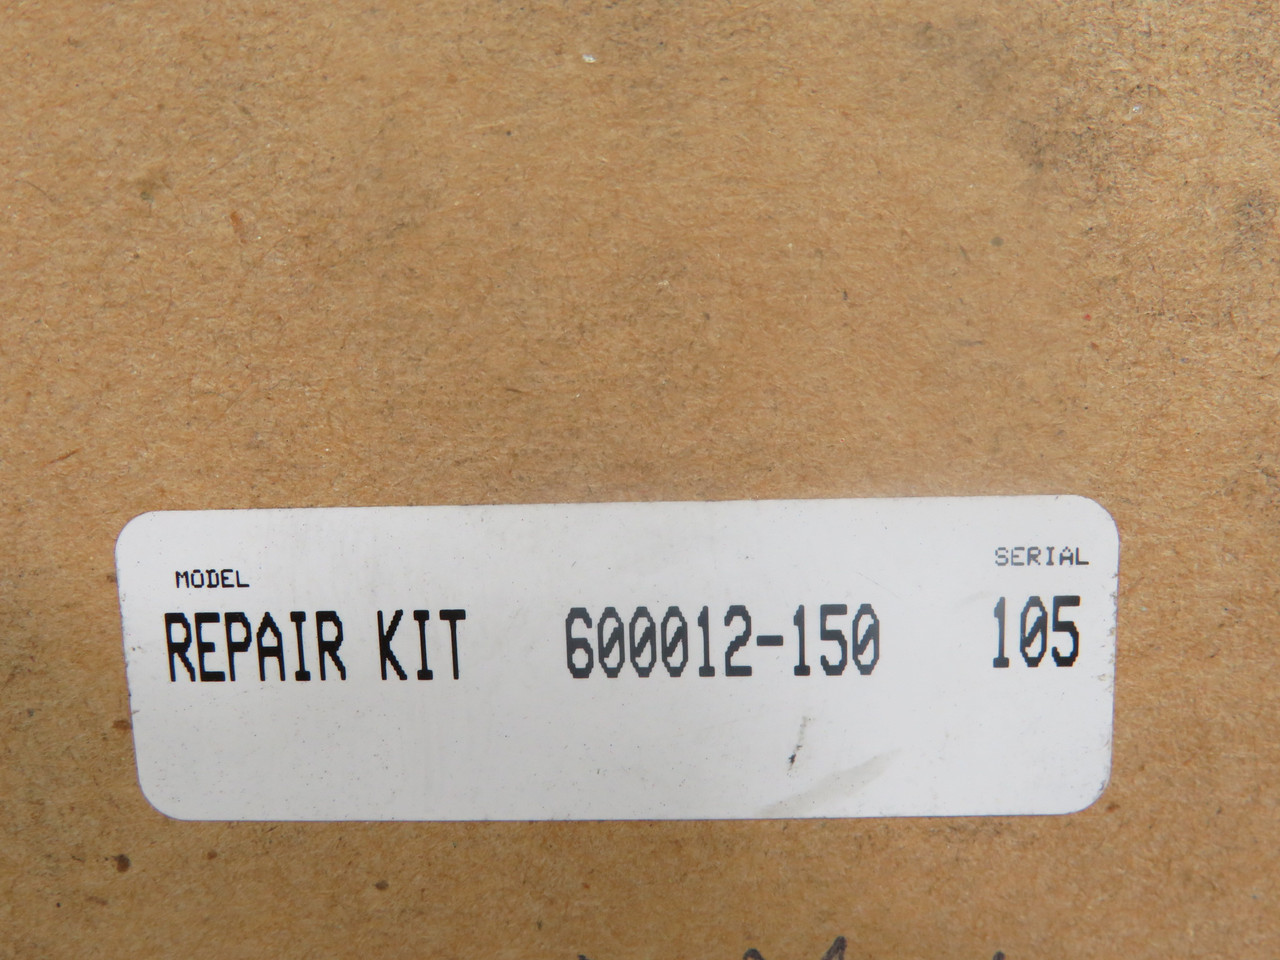 MODEL SERIAL
REPAIR KIT 600012-150 105